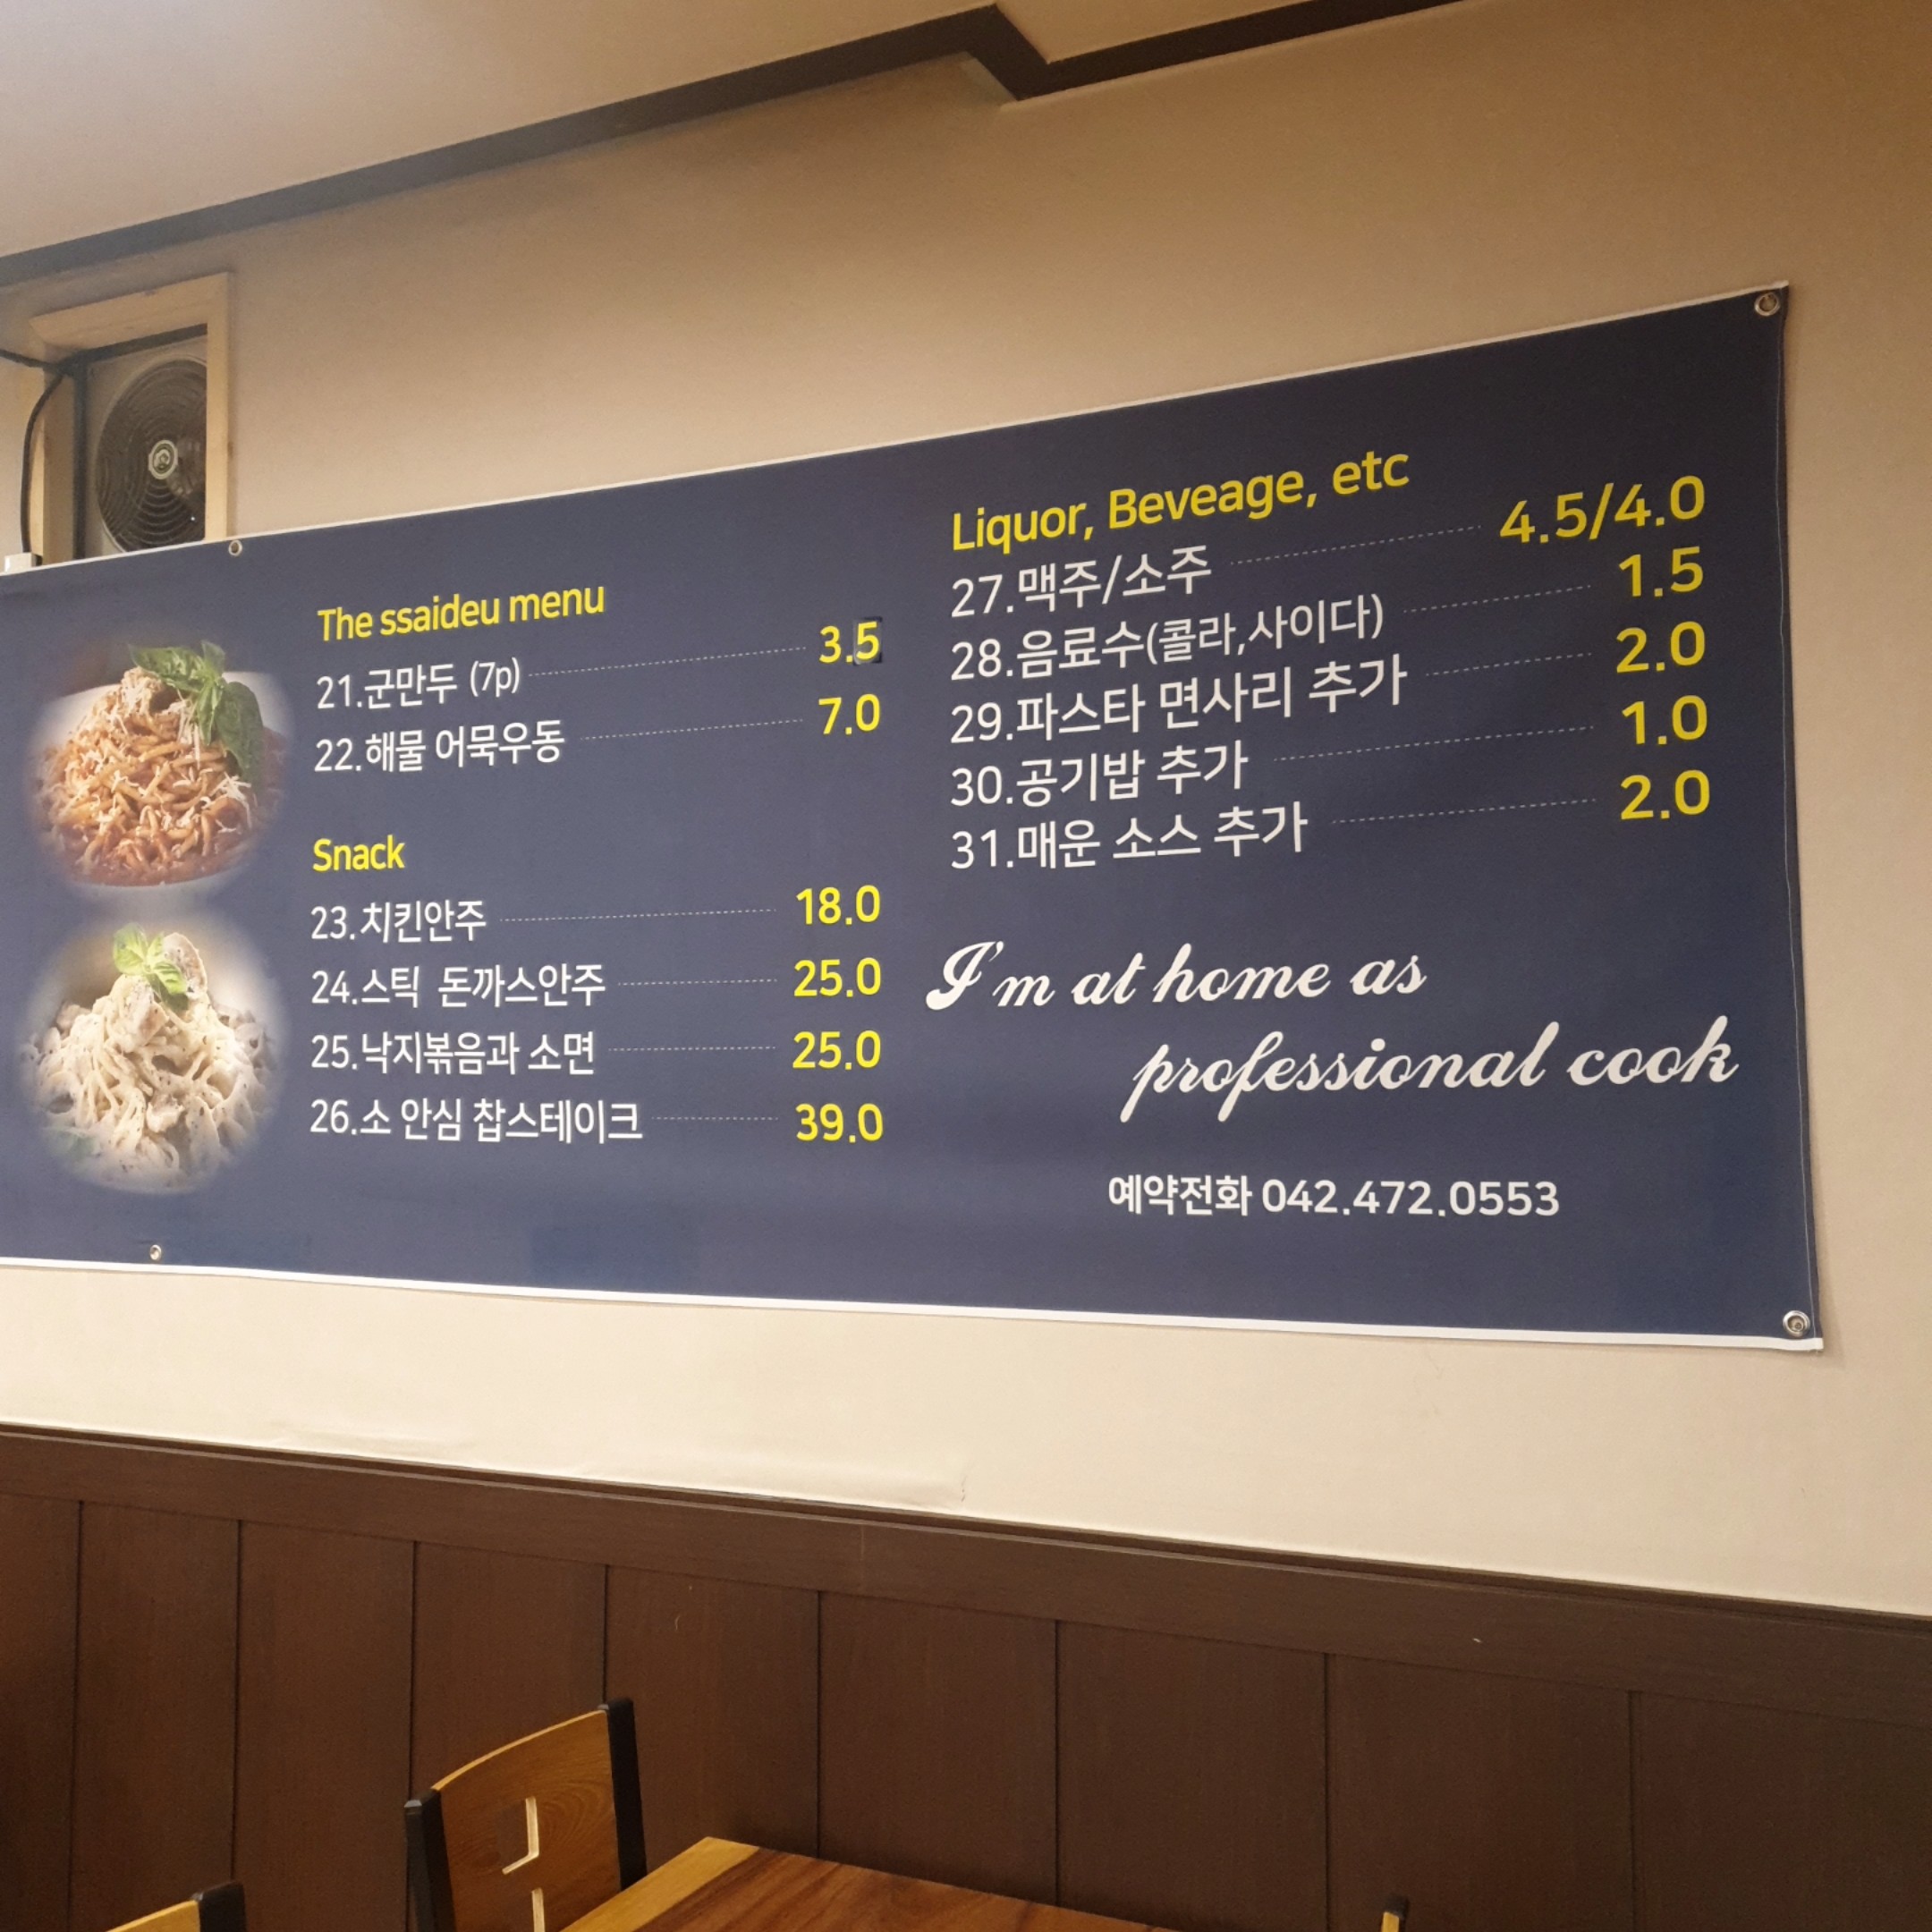 The ssaideu menu
21.군만두 (7p) 3.5
22.해물 어묵우동 7.0
Snack
23.치킨안주 18.0
24.스틱 돈까스안주 25.0
25.낙지볶음과 소면 25.0
26.소 안심 찹스테이크 39.0
Liquor, Beveage, etc
27.맥주/소주 4.5/4.0
28.음료수(콜라,사이다) 1.5
29.파스타 면사리 추가 2.0
30.공기밥 추가 1.0
31.매운 소스 추가 2.0
I'm at home as
professional cook
예약전화 042.472.0553